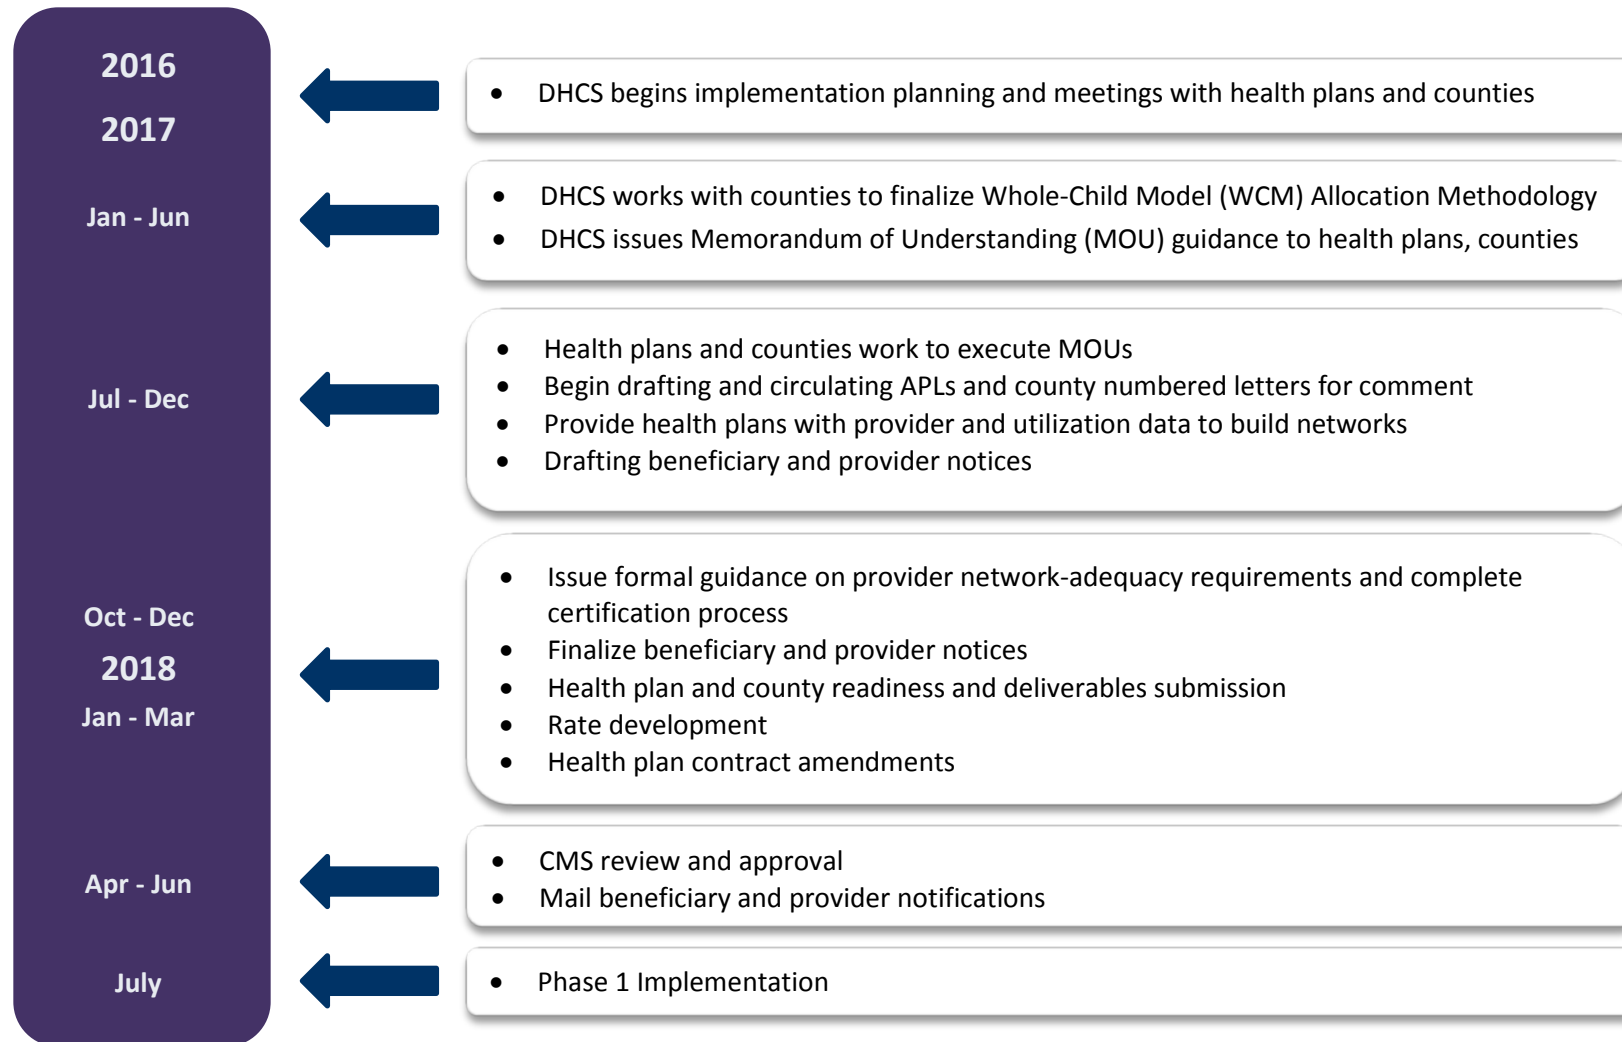 2016
• DHCS begins implementation planning and meetings with health plans and counties
2017
Jan - Jun
• DHCS works with counties to finalize Whole-Child Model (WCM) Allocation Methodology
• DHCS issues Memorandum of Understanding (MOU) guidance to health plans, counties
Jul - Dec
• Health plans and counties work to execute MOUs
• Begin drafting and circulating APLs and county numbered letters for comment
• Provide health plans with provider and utilization data to build networks
• Drafting beneficiary and provider notices
Oct - Dec
2018
Jan - Mar
• Issue formal guidance on provider network-adequacy requirements and complete
certification process
• Finalize beneficiary and provider notices
• Health plan and county readiness and deliverables submission
• Rate development
• Health plan contract amendments
Apr - Jun
• CMS review and approval
• Mail beneficiary and provider notifications
July
• Phase 1 Implementation